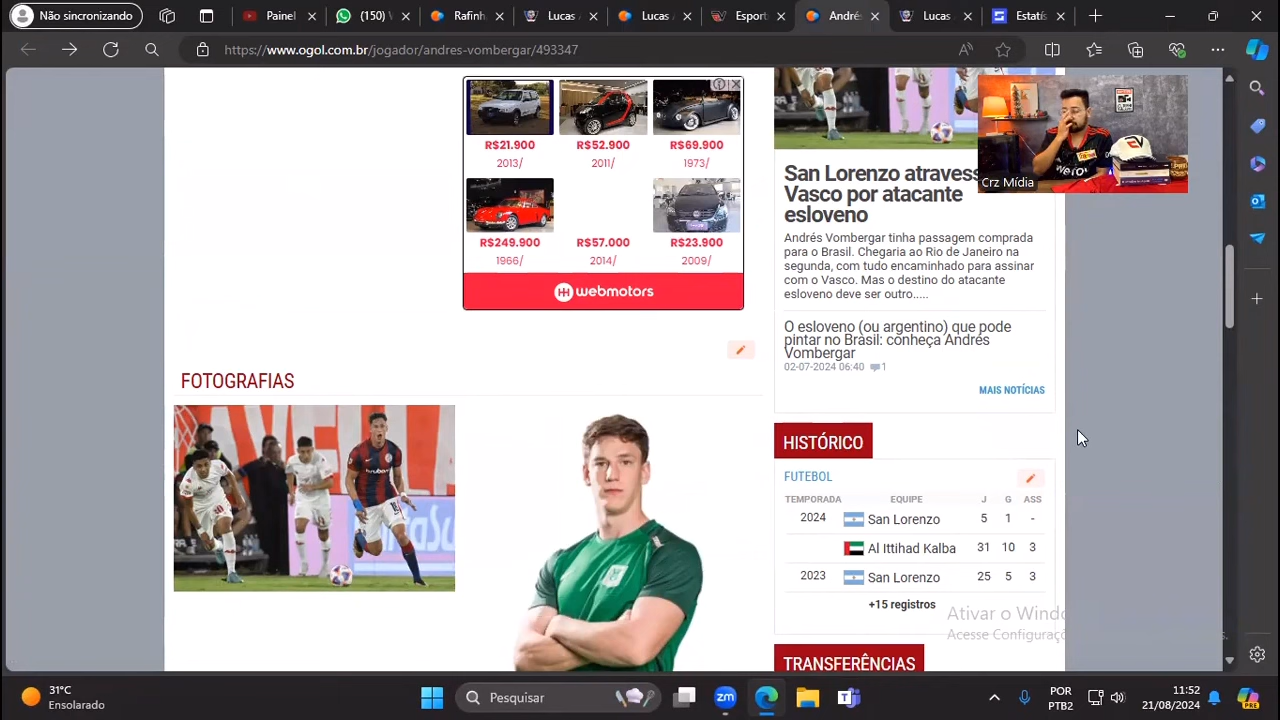 Não sincronizando
Painel
(150) W
Rafinh
Lucas A
Lucas A
Esport
André
Lucas
Estatís
https://www.ogol.com.br/jogador/andres-vombergar/493347
R$21.900
R$52.900
R$69.900
2013/
2011/
1973/
R$249.900
R$57.000
R$23.900
1966/
2014/
2009/
webmotors
FOTOGRAFIAS
Crz Mídia
San Lorenzo atravess
Vasco por atacante
esloveno
Andrés Vombergar tinha passagem comprada
para o Brasil. Chegaria ao Rio de Janeiro na
segunda, com tudo encaminhado para assinar
com o Vasco. Mas o destino do atacante
esloveno deve ser outro.....
O esloveno (ou argentino) que pode
pintar no Brasil: conheça Andrés
Vombergar
02-07-2024 06:40 1
MAIS NOTÍCIAS
HISTÓRICO
FUTEBOL
TEMPORADA EQUIPE J G ASS
2024 San Lorenzo 5 1 -
Al Ittihad Kalba 31 10 3
2023 San Lorenzo 25 5 3
+15 registros
TRANSFERÊNCIAS
Ativar o Windo
Acesse Configuraçõ s.
31°C
Ensolarado
Pesquisar
POR
PTB2
11:52
21/08/2024
PRE